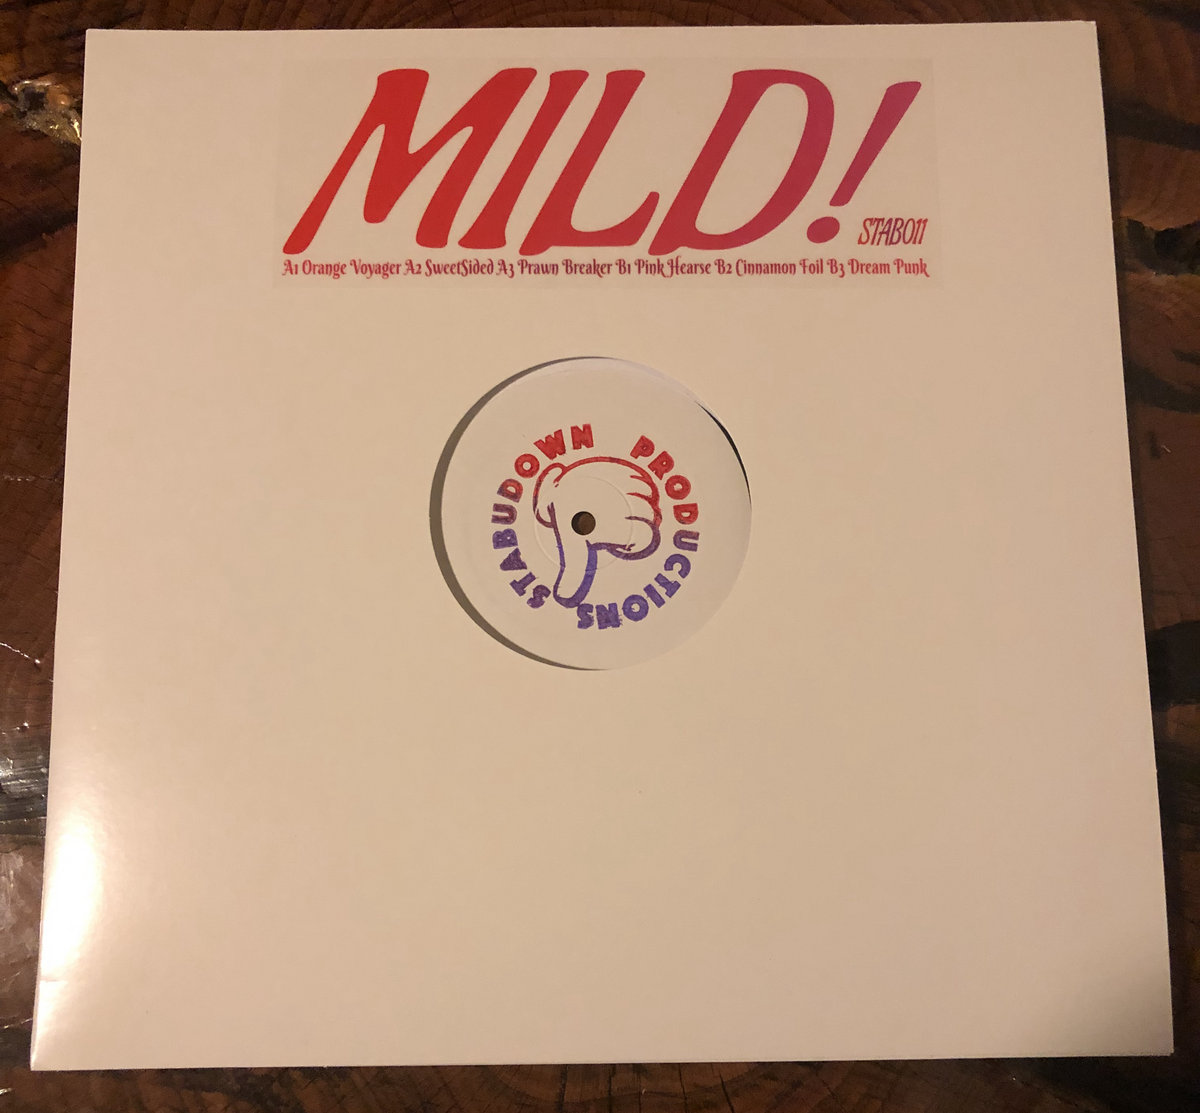 MILD!
STAB011
A1 Orange Voyager A2 SweetSided A3 Prawn Breaker B1 Pink Hearse B2 Cinnamon Foil B3 Dream Punk
STABUDOWN PRODUCTIONS